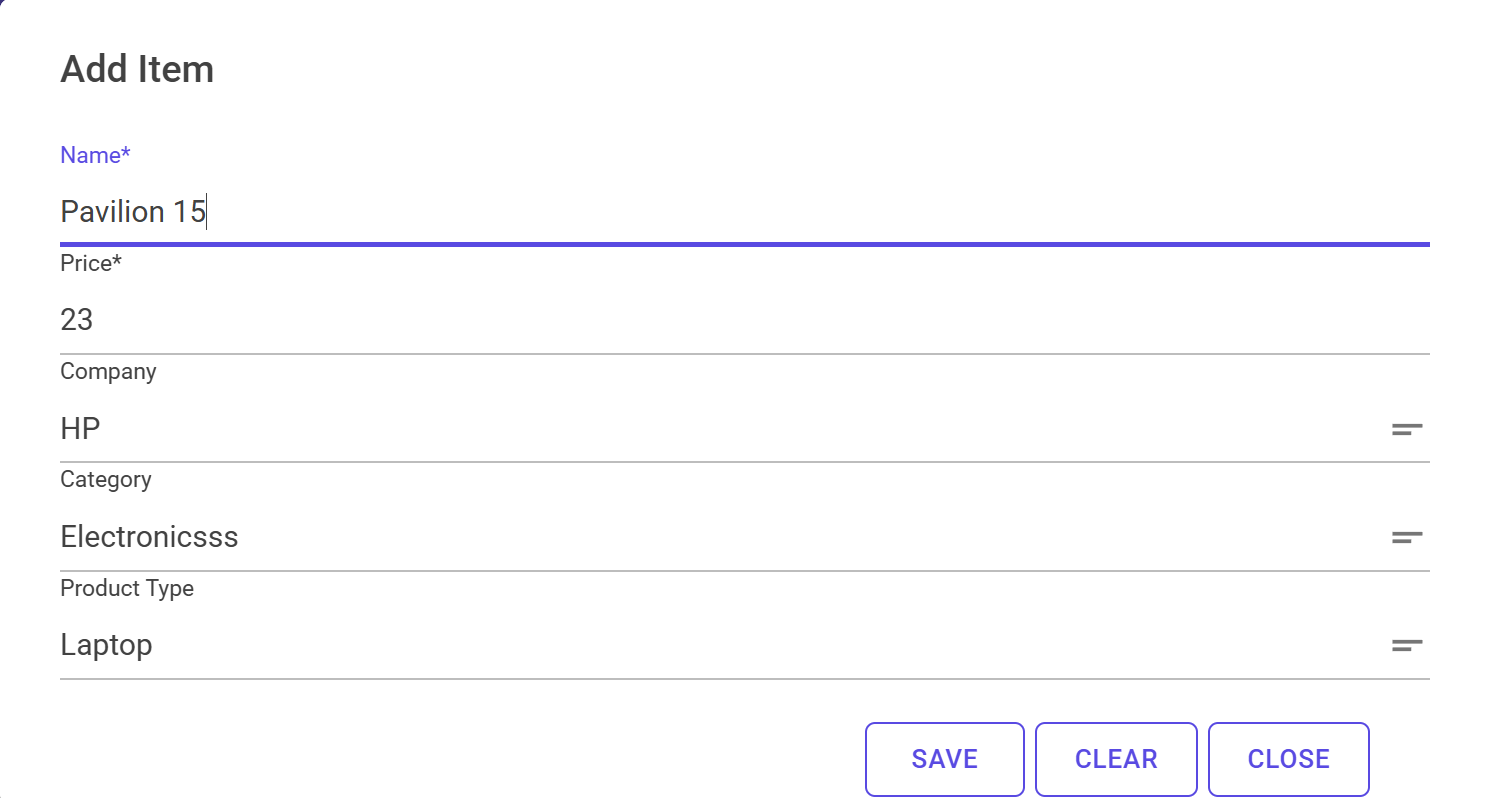 Add Item
Name*
Pavilion 15
Price*
23
Company
HP
Category
Electronicsss
Product Type
Laptop
SAVE CLEAR CLOSE